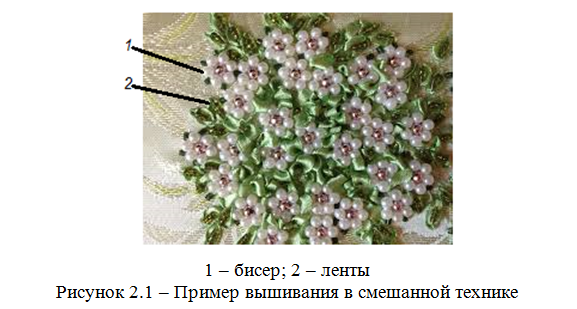 1
2
1 – бисер; 2 – ленты
Рисунок 2.1 – Пример вышивания в смешанной технике